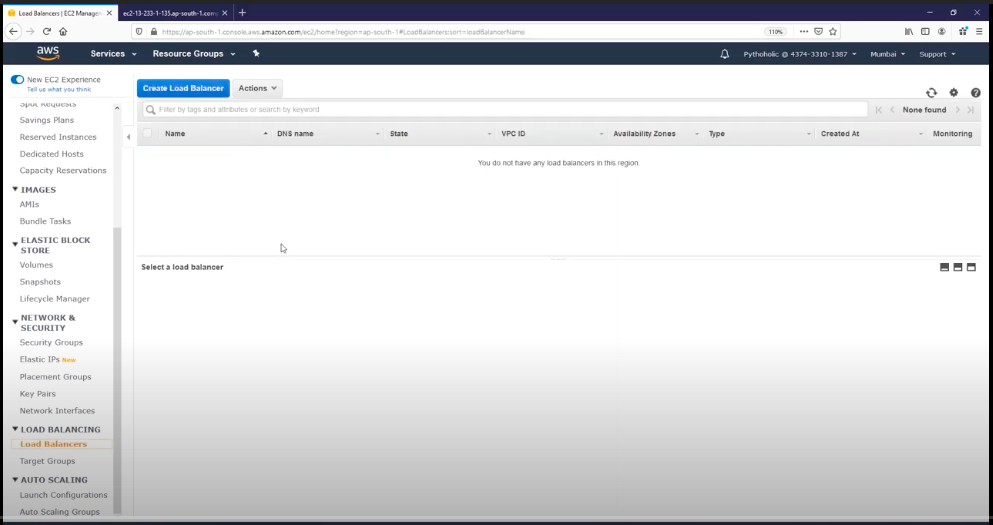 Load Balancers | EC2 Manage
ec2-13-233-1-135.ap-south-1.com
https://ap-south-1.console.aws.amazon.com/ec2/home?region=ap-south-1#LoadBalancers:sort=loadBalancerName
110%
aws
Services
Resource Groups
Pythoholic @ 4374-3310-1387
Mumbai
Support
New EC2 Experience
Tell us what you think
Spot Requests
Savings Plans
Reserved Instances
Dedicated Hosts
Capacity Reservations
IMAGES
AMIs
Bundle Tasks
ELASTIC BLOCK
STORE
Volumes
Snapshots
Lifecycle Manager
NETWORK &
SECURITY
Security Groups
Elastic IPs New
Placement Groups
Key Pairs
Network Interfaces
LOAD BALANCING
Load Balancers
Target Groups
AUTO SCALING
Launch Configurations
Auto Scaling Groups
Create Load Balancer
Actions
Filter by tags and attributes or search by keyword
None found
Name
DNS name
State
VPC ID
Availability Zones
Type
Created At
Monitoring
You do not have any load balancers in this region.
Select a load balancer